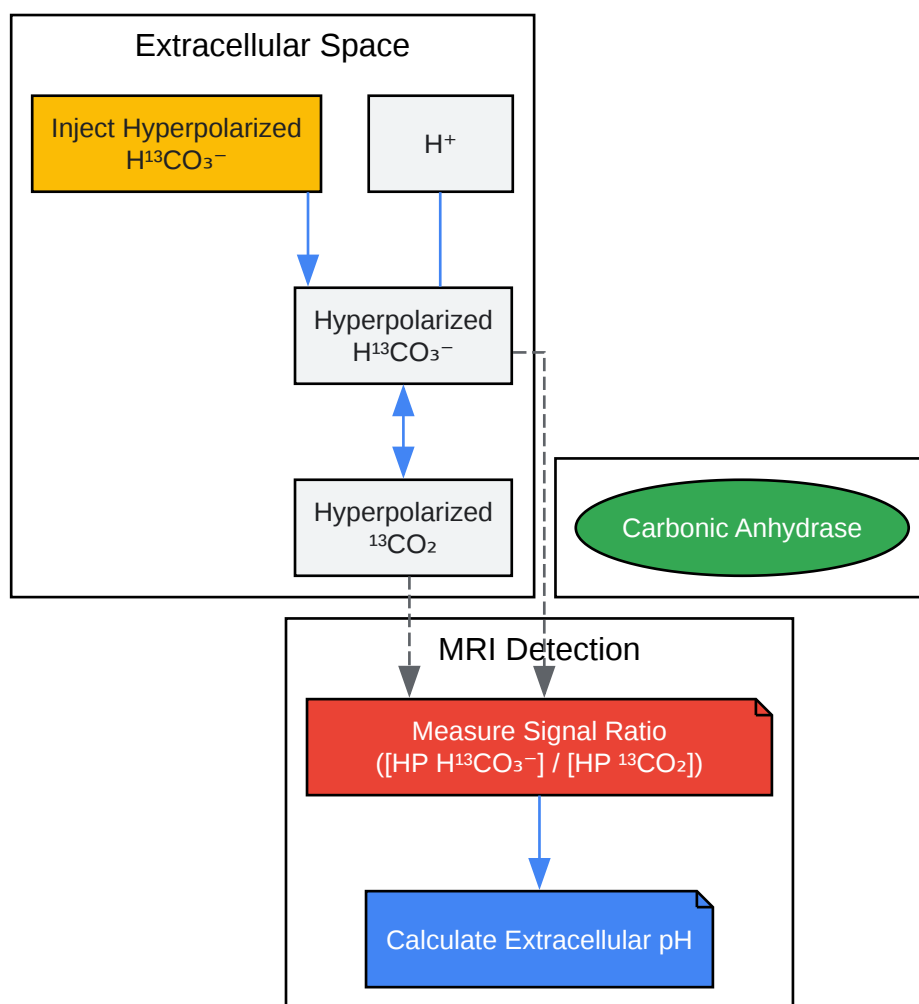 Extracellular Space
Inject Hyperpolarized
H¹³CO₃⁻
H⁺
Hyperpolarized
H¹³CO₃⁻
Hyperpolarized
¹³CO₂
Carbonic Anhydrase
MRI Detection
Measure Signal Ratio
([HP H¹³CO₃⁻] / [HP ¹³CO₂])
Calculate Extracellular pH